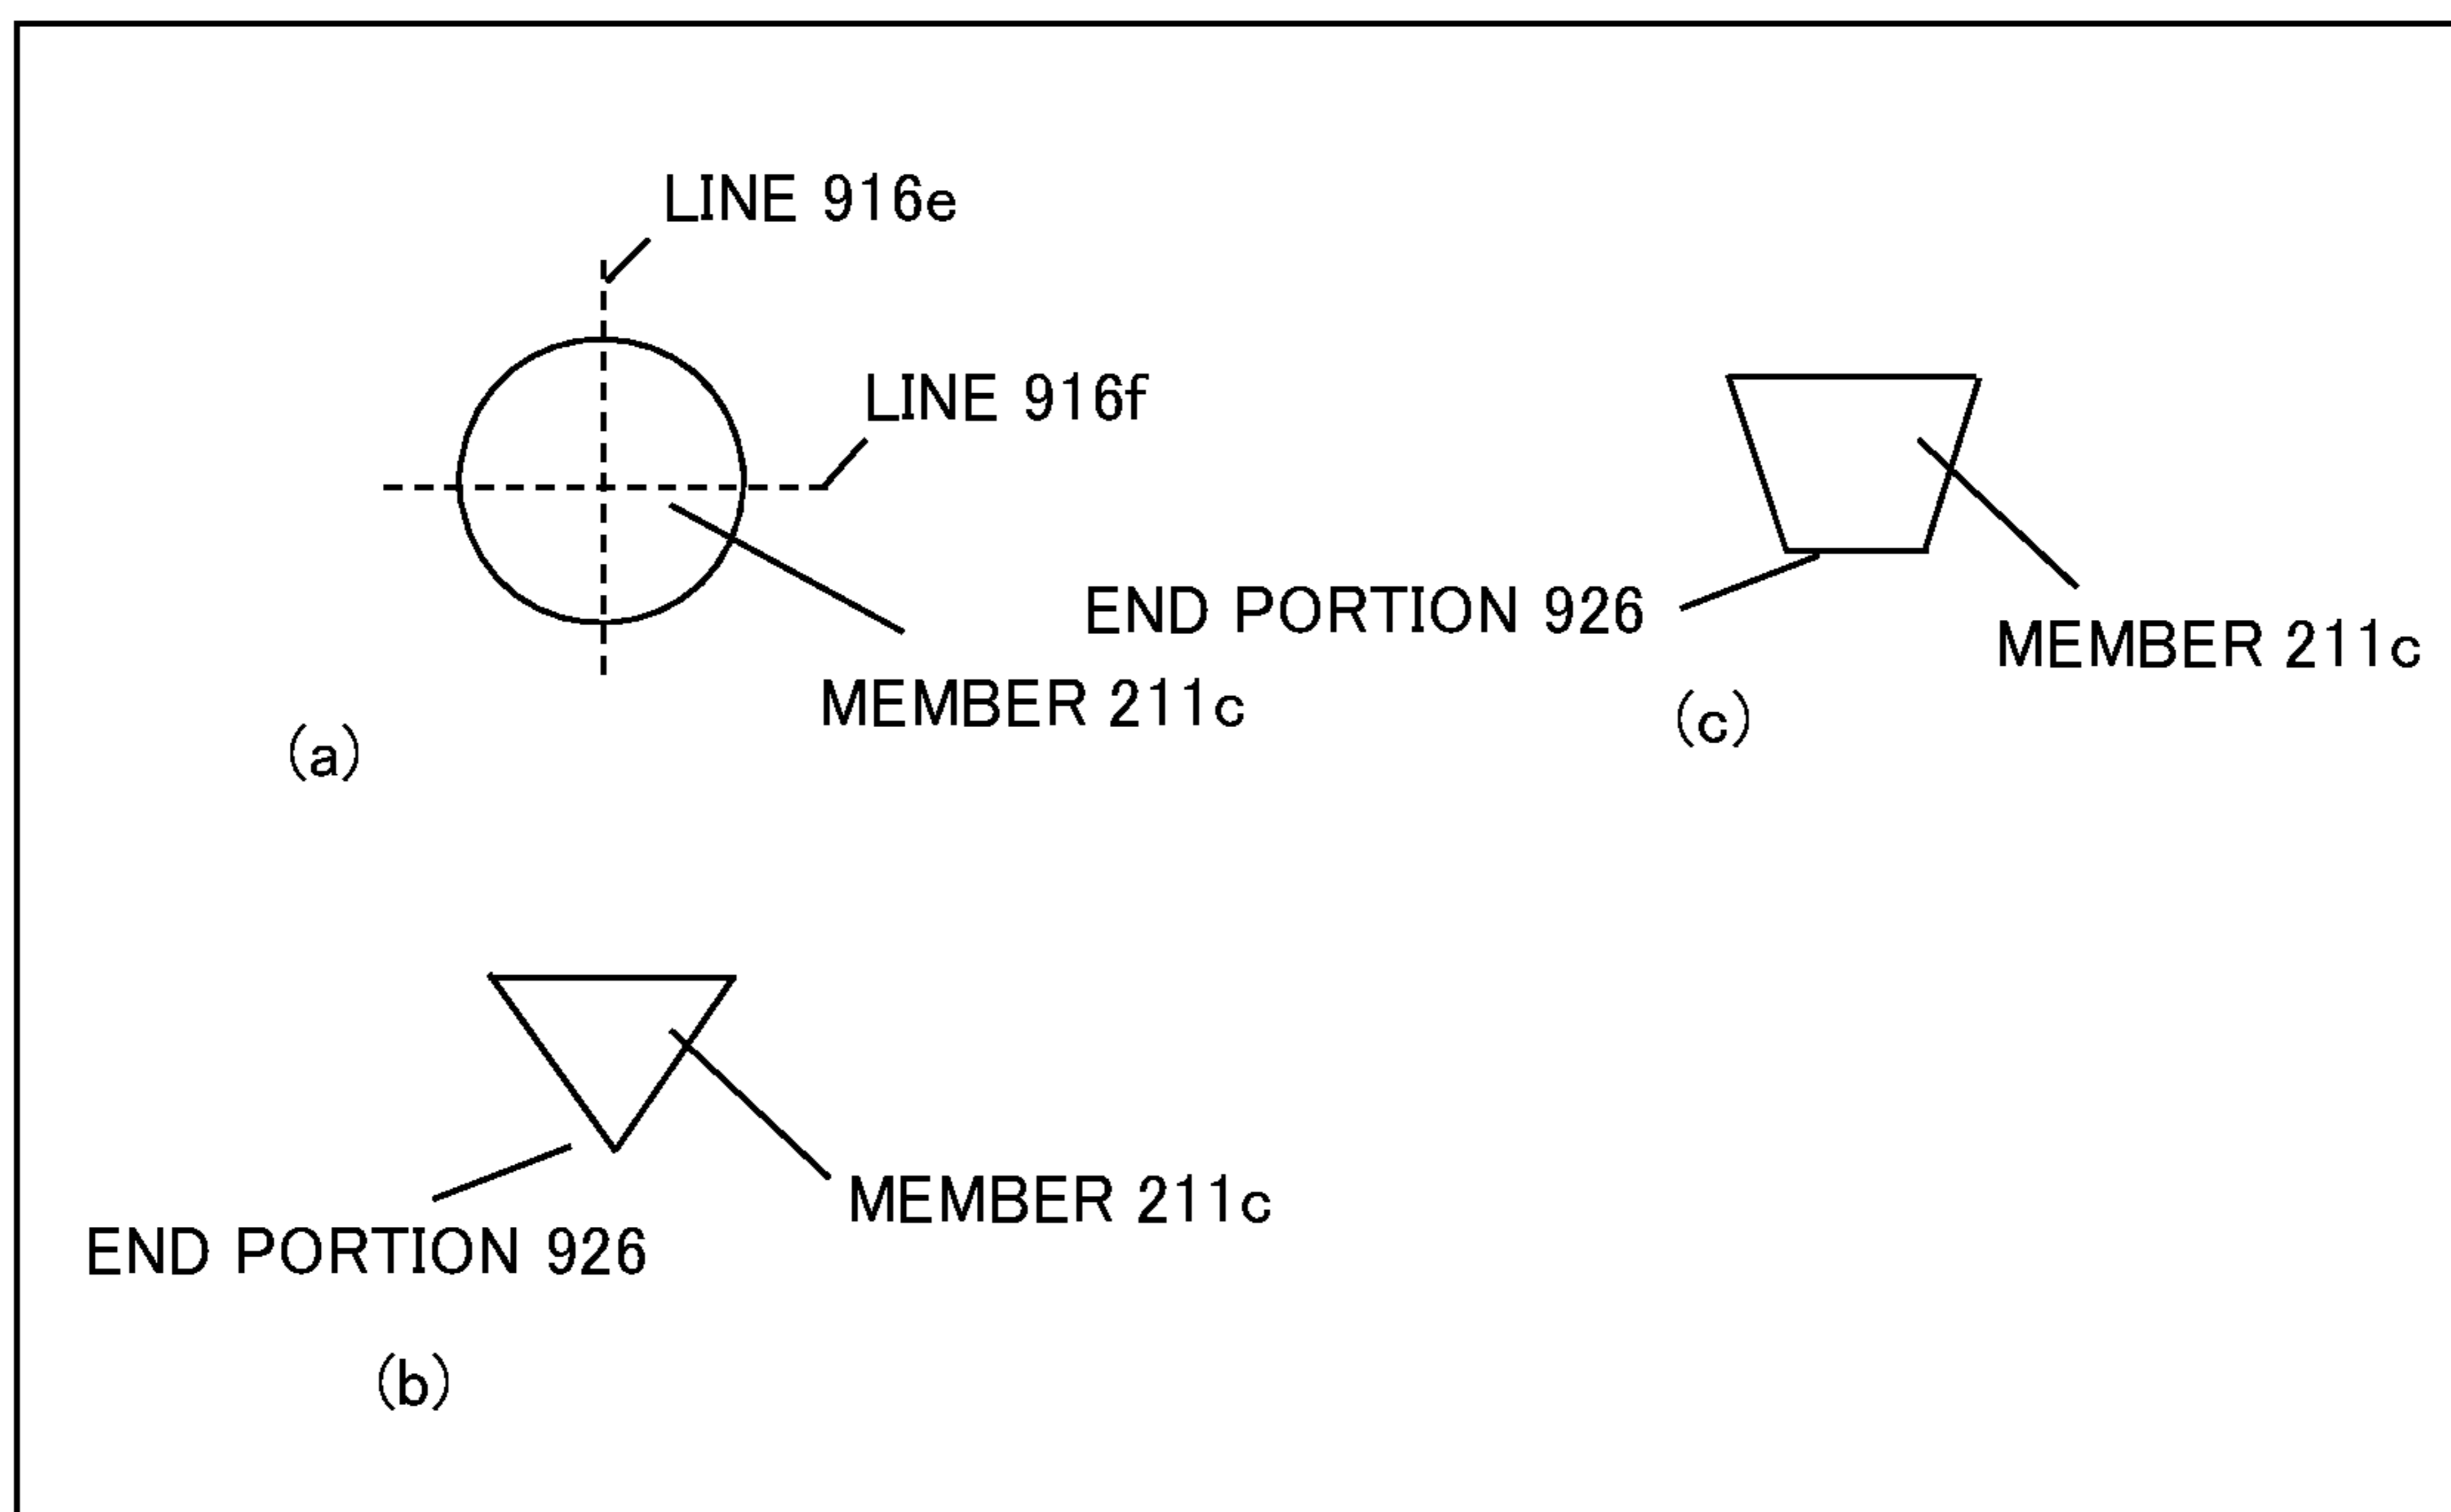 LINE 916e
LINE 916f
MEMBER 211c
(a)
END PORTION 926
MEMBER 211c
(c)
MEMBER 211c
END PORTION 926
(b)